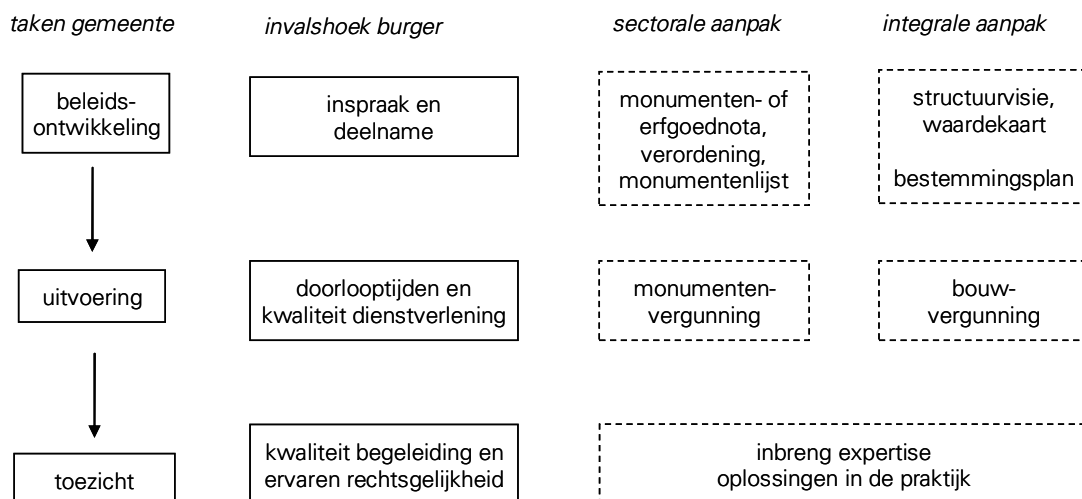 taken gemeente
invalshoek burger
sectorale aanpak
integrale aanpak
beleids-
ontwikkeling
inspraak en
deelname
monumenten- of
erfgoednota,
verordening,
monumentenlijst
structuurvisie,
waardekaart
bestemmingsplan
uitvoering
doorlooptijden en
kwaliteit dienstverlening
monumenten-
vergunning
bouw-
vergunning
toezicht
kwaliteit begeleiding en
ervaren rechtsgelijkheid
inbreng expertise
oplossingen in de praktijk